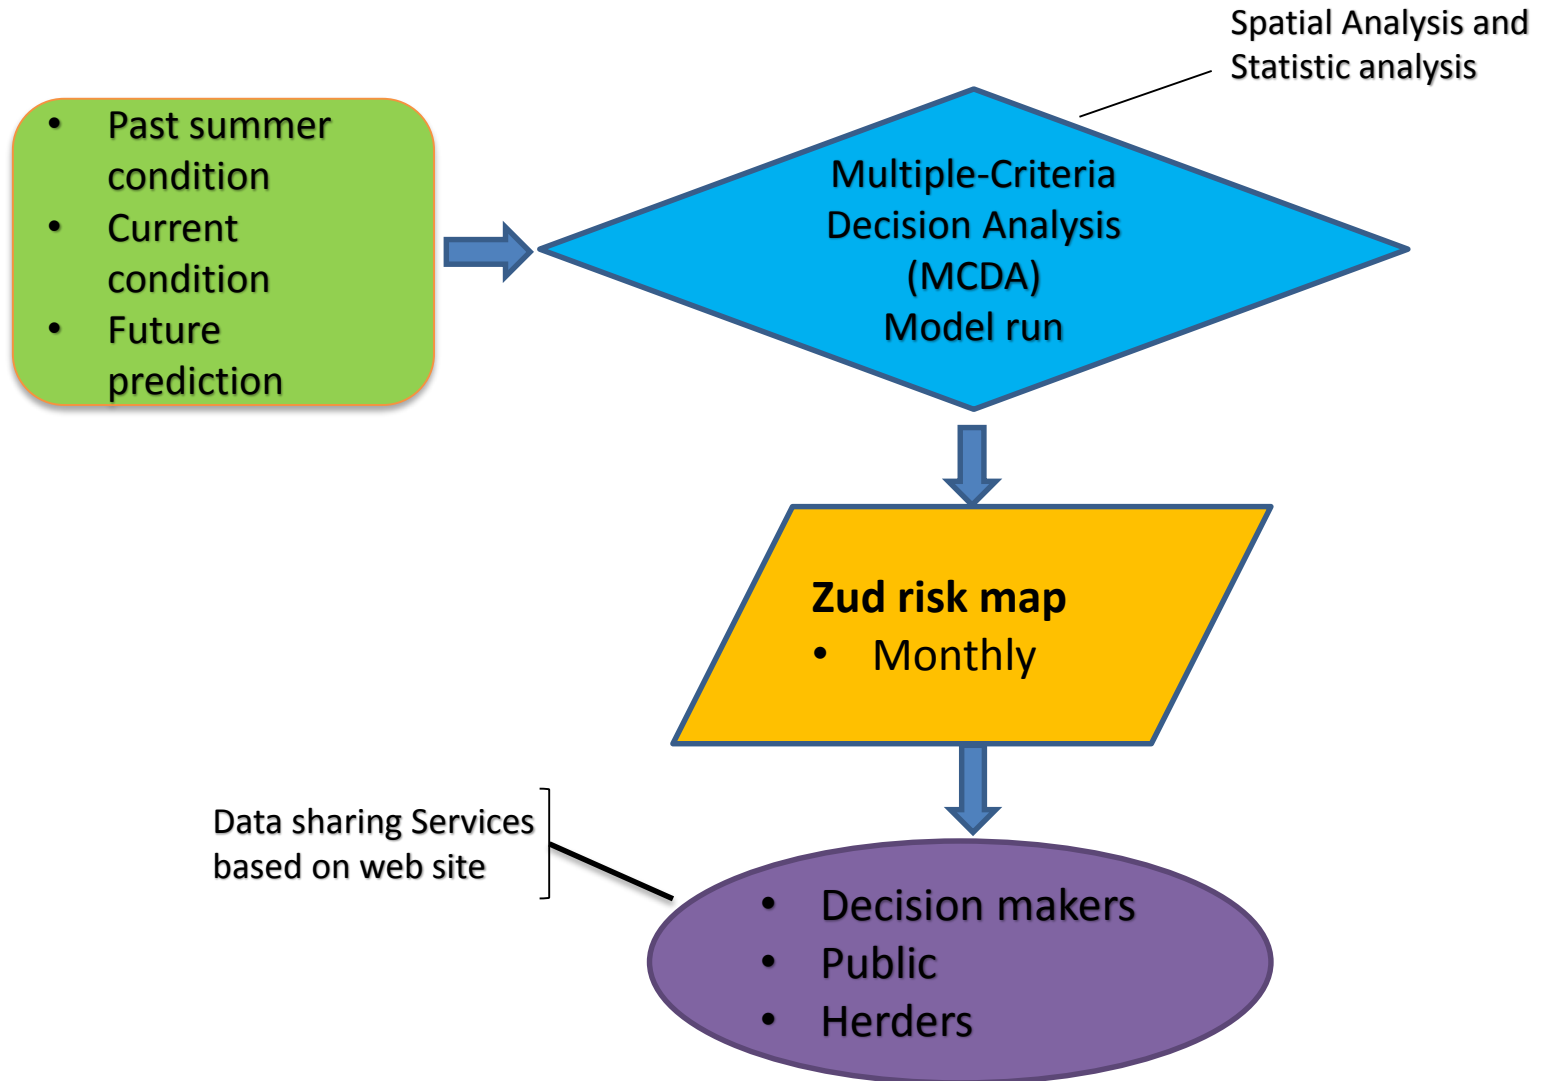 Spatial Analysis and
Statistic analysis
• Past summer
condition
• Current
condition
• Future
prediction
Multiple-Criteria
Decision Analysis
(MCDA)
Model run
Zud risk map
• Monthly
Data sharing Services
based on web site
• Decision makers
• Public
• Herders